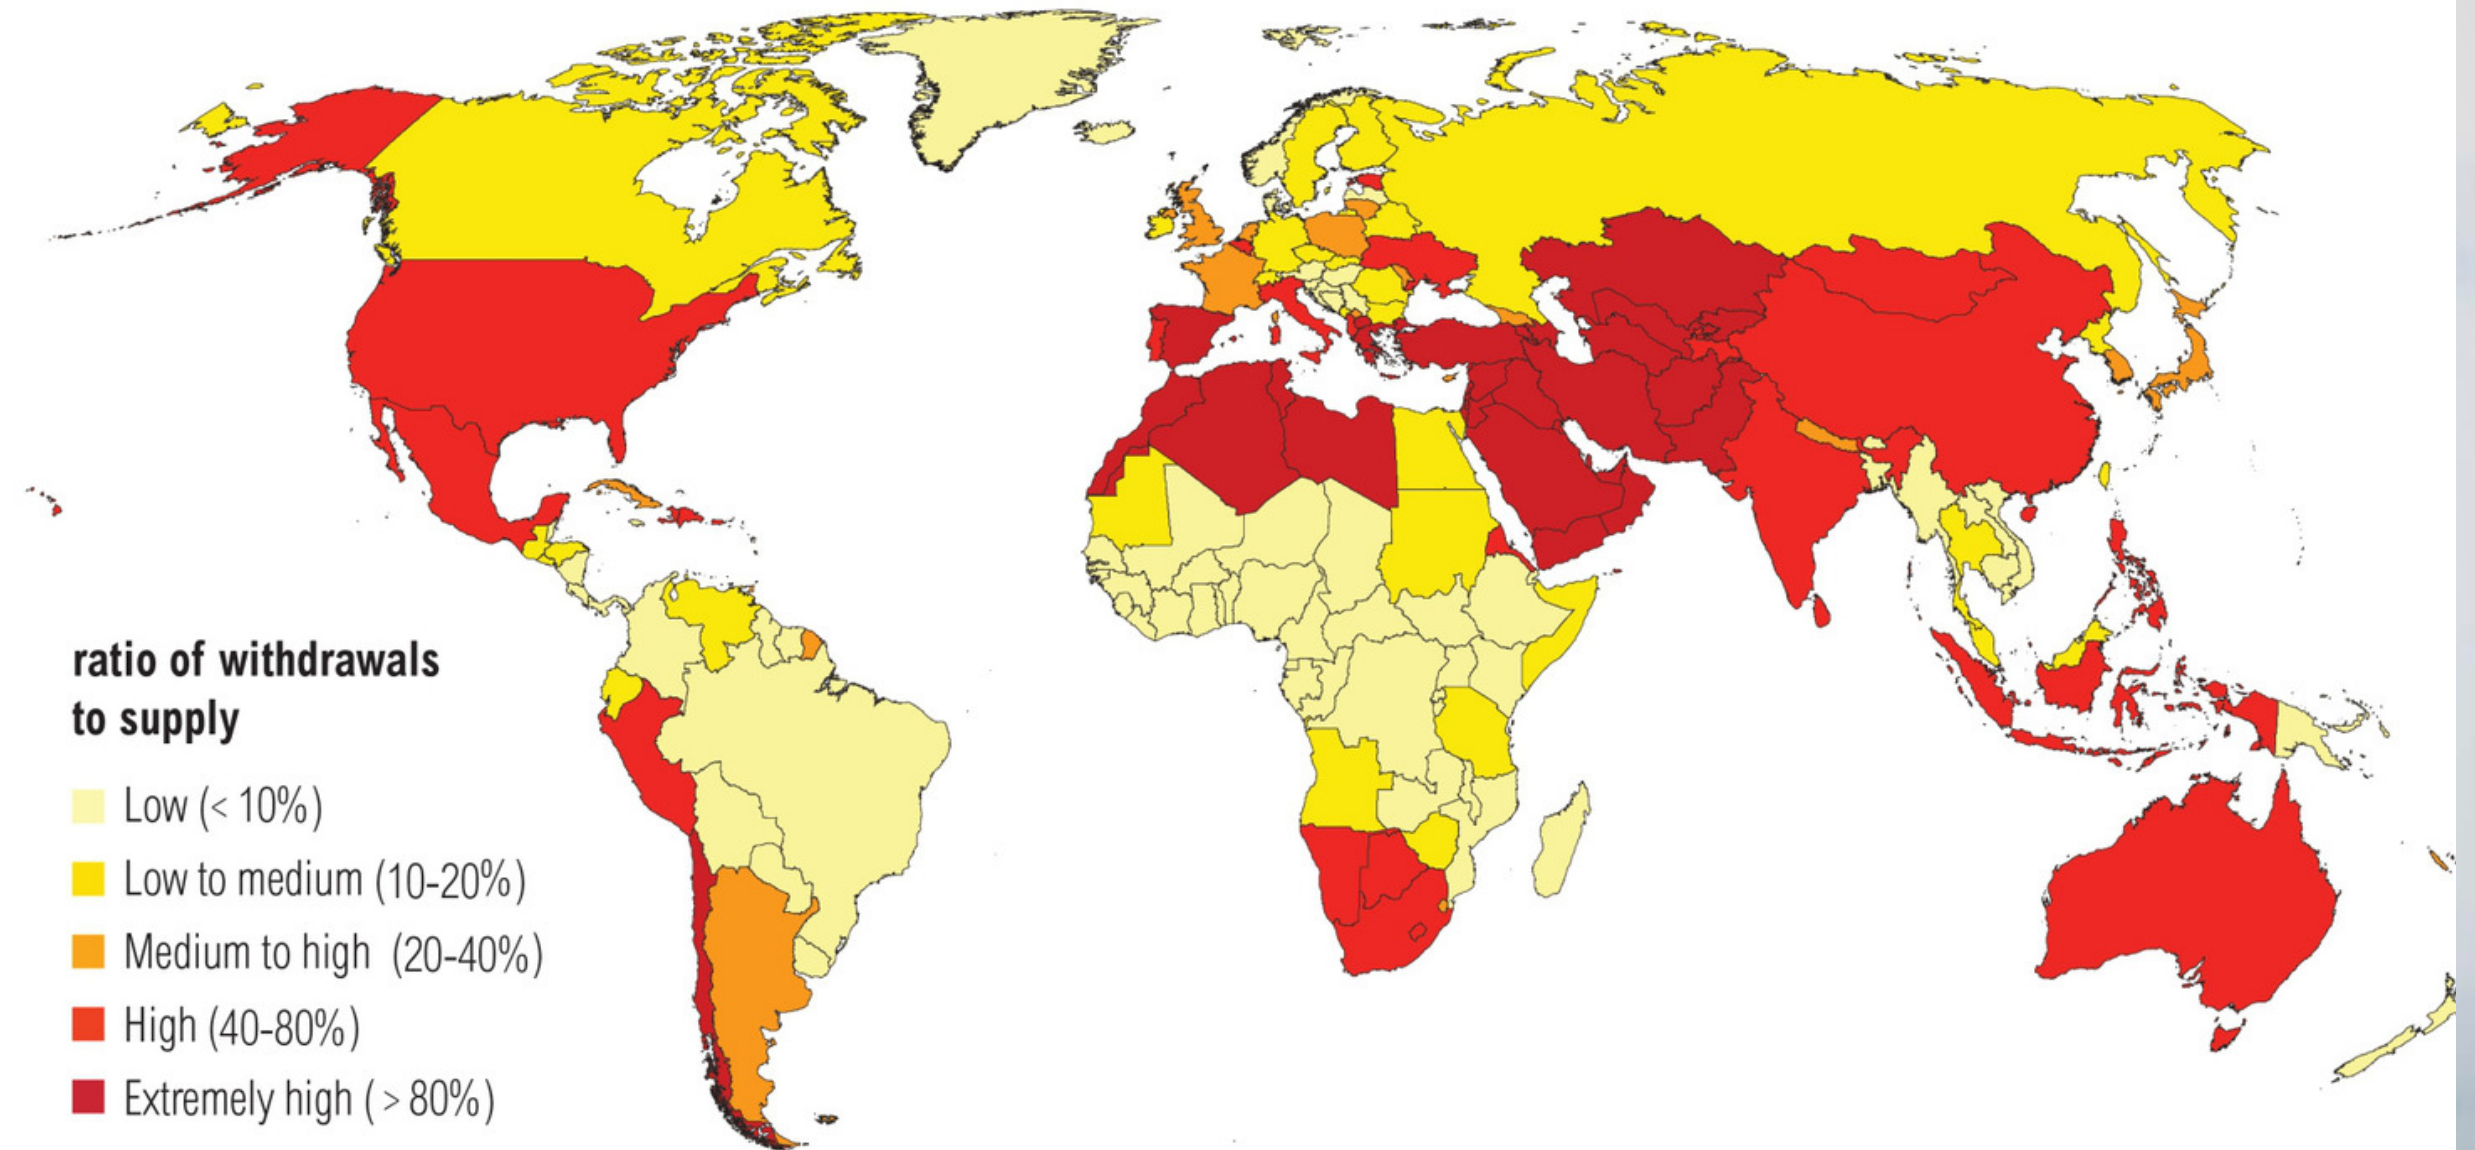 ratio of withdrawals
to supply
Low (< 10%)
Low to medium (10-20%)
Medium to high (20-40%)
High (40-80%)
Extremely high ( > 80%)